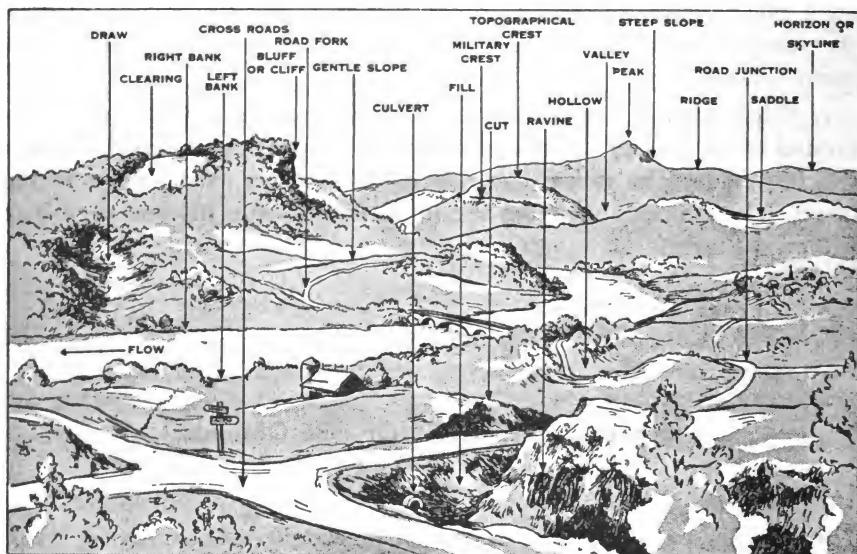 DRAW
CLEARING
RIGHT BANK
CROSS ROADS
LEFT
BANK
ROAD FORK
BLUFF
OR CLIFF
GENTLE SLOPE
CULVERT
MILITARY
CREST
TOPOGRAPHICAL
CREST
FILL
CUT
RAVINE
HOLLOW
VALLEY
PEAK
STEEP SLOPE
RIDGE
ROAD JUNCTION
SADDLE
HORIZON OR
SKYLINE
FLOW